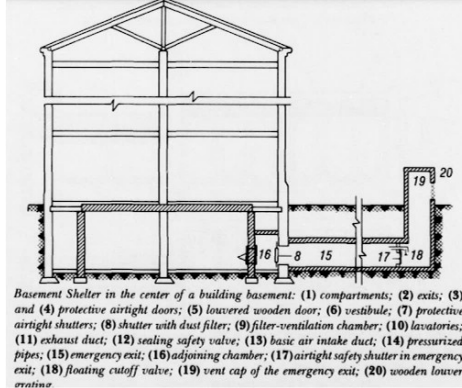 20
19
16
8
15
17
18
Basement Shelter in the center of a building basement: (1) compartments; (2) exits; (3)
and (4) protective airtight doors; (5) louvered wooden door; (6) vestibule; (7) protective
airtight shutters; (8) shutter with dust filter; (9) filter-ventilation chamber; (10) lavatories;
(11) exhaust duct; (12) sealing safety valve; (13) basic air intake duct; (14) pressurized
pipes; (15) emergency exit; (16) adjoining chamber; (17) airtight safety shutter in emergency
exit; (18) floating cutoff valve; (19) vent cap of the emergency exit; (20) wooden louver
grating.